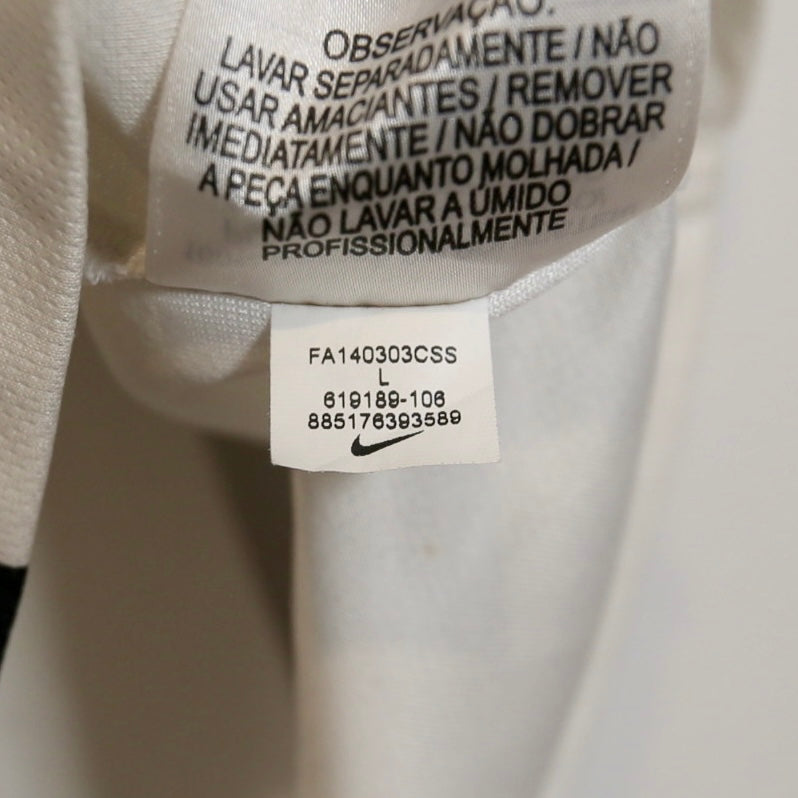 OBSERVAÇÃO:
LAVAR SEPARADAMENTE / NÃO
USAR AMACIANTES / REMOVER
IMEDIATAMENTE / NÃO DOBRAR
A PEÇA ENQUANTO MOLHADA /
NÃO LAVAR A ÚMIDO
PROFISSIONALMENTE
FA140303CSS
L
619189-106
885176393589